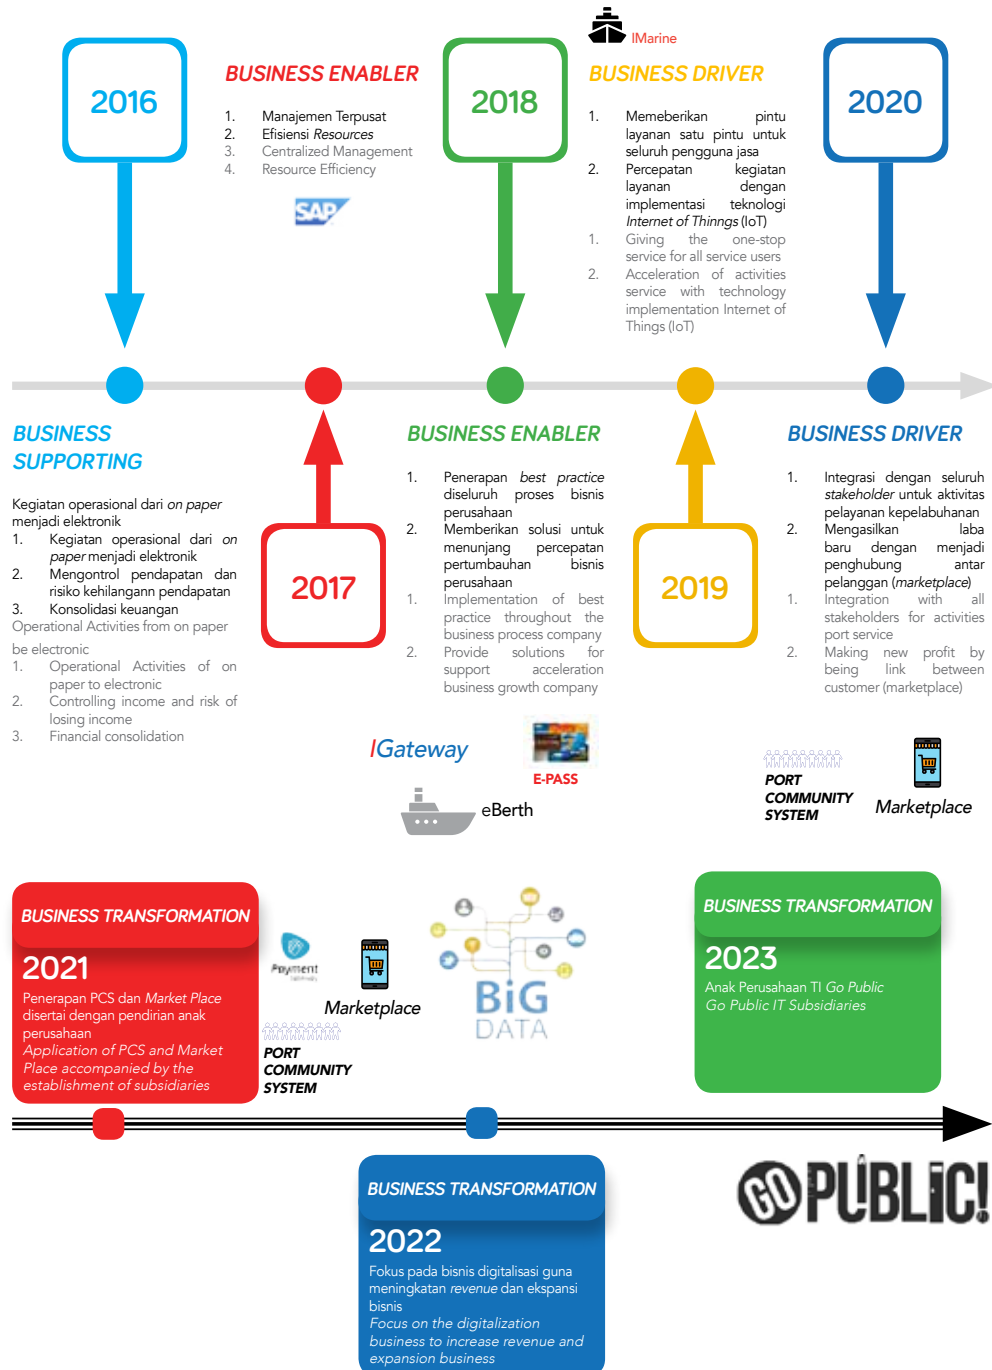 IMarine
2016
BUSINESS ENABLER
1. Manajemen Terpusat
2. Efisiensi Resources
3. Centralized Management
4. Resource Efficiency
SAP
2018
BUSINESS DRIVER
1. Memeberikan pintu
layanan satu pintu untuk
seluruh pengguna jasa
2. Percepatan kegiatan
layanan dengan
implementasi teknologi
Internet of Thinngs (IoT)
1. Giving the one-stop
service for all service users
2. Acceleration of activities
service with technology
implementation Internet of
Things (IoT)
2020
BUSINESS
SUPPORTING
Kegiatan operasional dari on paper
menjadi elektronik
1. Kegiatan operasional dari on
paper menjadi elektronik
2. Mengontrol pendapatan dan
risiko kehilangann pendapatan
3. Konsolidasi keuangan
Operational Activities from on paper
be electronic
1. Operational Activities of on
paper to electronic
2. Controlling income and risk of
losing income
3. Financial consolidation
2017
BUSINESS ENABLER
1. Penerapan best practice
diseluruh proses bisnis
perusahaan
2. Memberikan solusi untuk
menunjang percepatan
pertumbauhan bisnis
perusahaan
1. Implementation of best
practice throughout the
business process company
2. Provide solutions for
support acceleration
business growth company
IGateway
E-PASS
eBerth
2019
BUSINESS DRIVER
1. Integrasi dengan seluruh
stakeholder untuk aktivitas
pelayanan kepelabuhanan
2. Mengasilkan laba
baru dengan menjadi
penghubung antar
pelanggan (marketplace)
1. Integration with all
stakeholders for activities
port service
2. Making new profit by
being link between
customer (marketplace)
PORT
COMMUNITY
SYSTEM
Marketplace
BUSINESS TRANSFORMATION
2021
Penerapan PCS dan Market Place
disertai dengan pendirian anak
perusahaan
Application of PCS and Market
Place accompanied by the
establishment of subsidiaries
Payment
Marketplace
PORT
COMMUNITY
SYSTEM
BiG
DATA
BUSINESS TRANSFORMATION
2023
Anak Perusahaan TI Go Public
Go Public IT Subsidiaries
BUSINESS TRANSFORMATION
2022
Fokus pada bisnis digitalisasi guna
meningkatan revenue dan ekspansi
bisnis
Focus on the digitalization
business to increase revenue and
expansion business
GO PUBLIC!